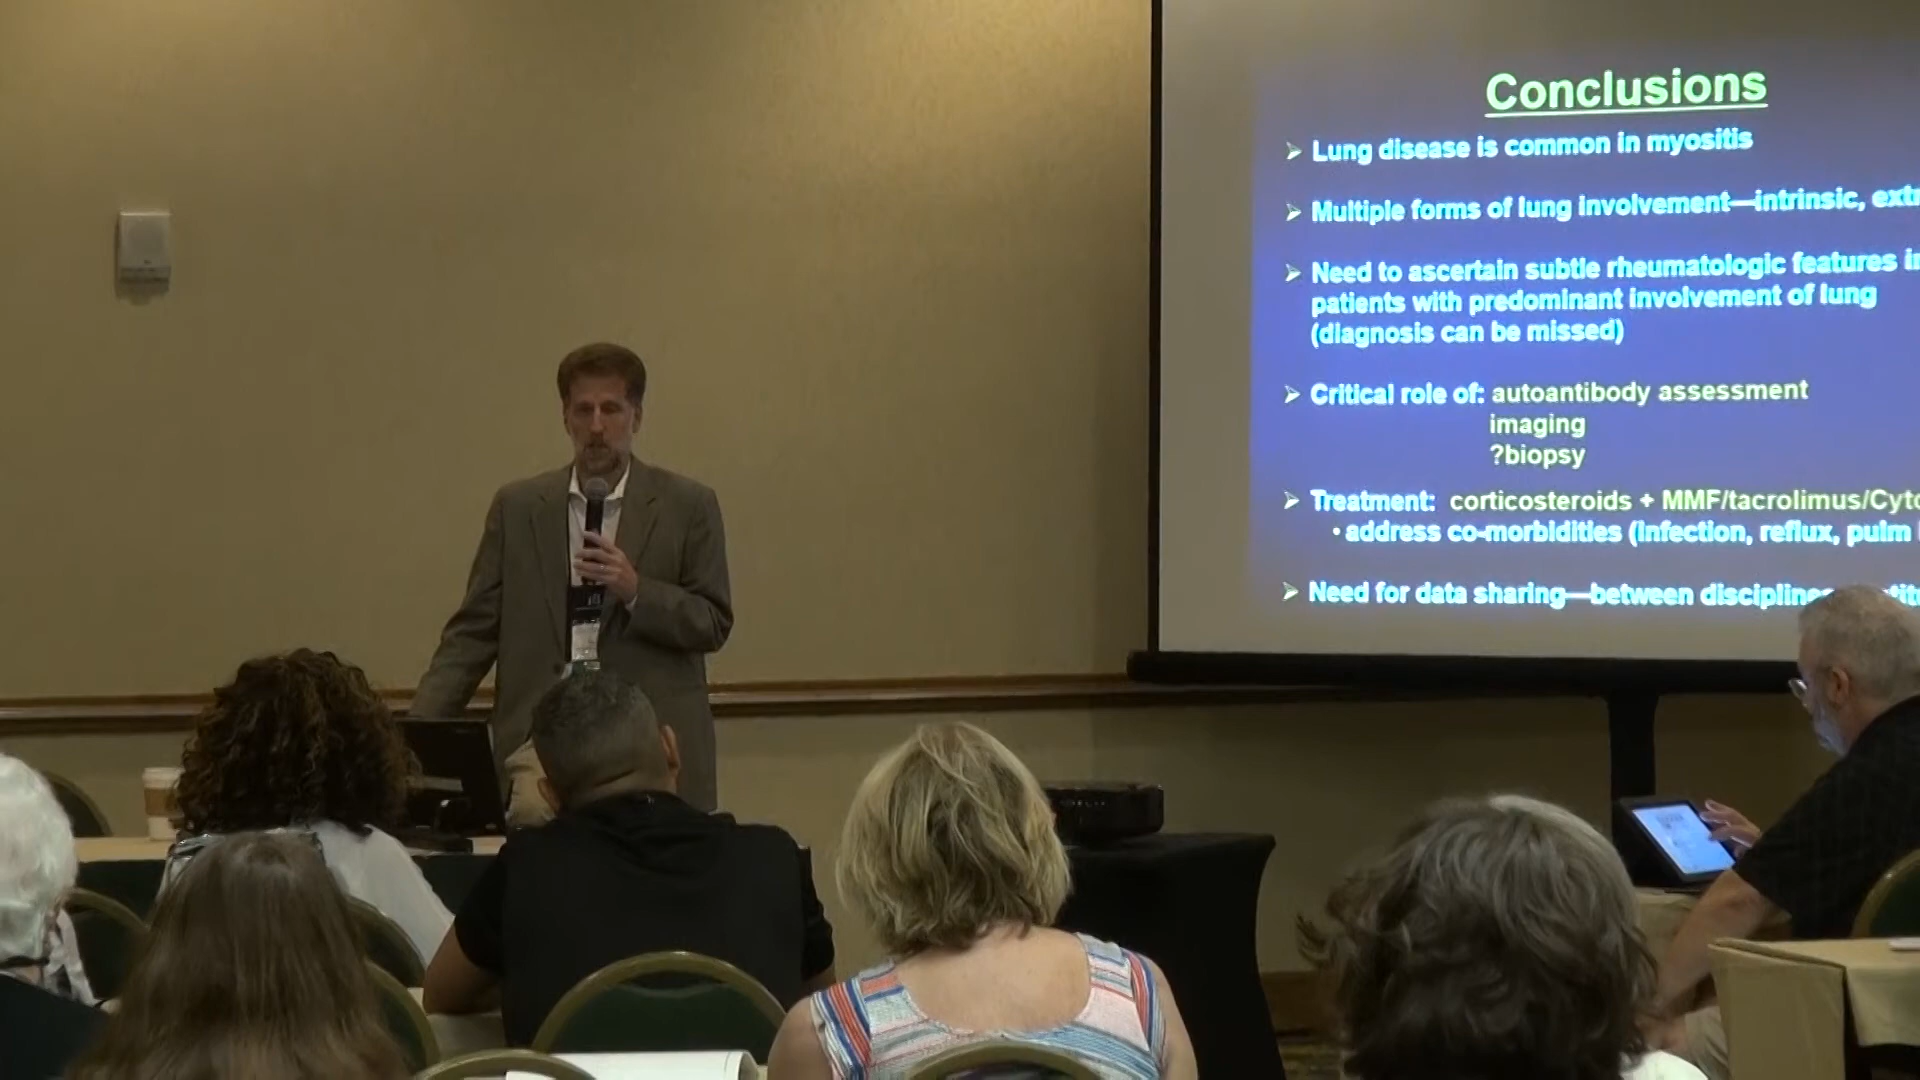 Conclusions
Lung disease is common in myositis
Multiple forms of lung involvement—intrinsic,
Need to ascertain subtle rheumatologic features
patients with predominant involvement of lung
(diagnosis can be missed)
Critical role of: autoantibody assessment
imaging
?biopsy
Treatment: corticosteroids + MMF/tacrolimus/
• address co-morbidities (infection, reflux, pulm
Need for data sharing—between